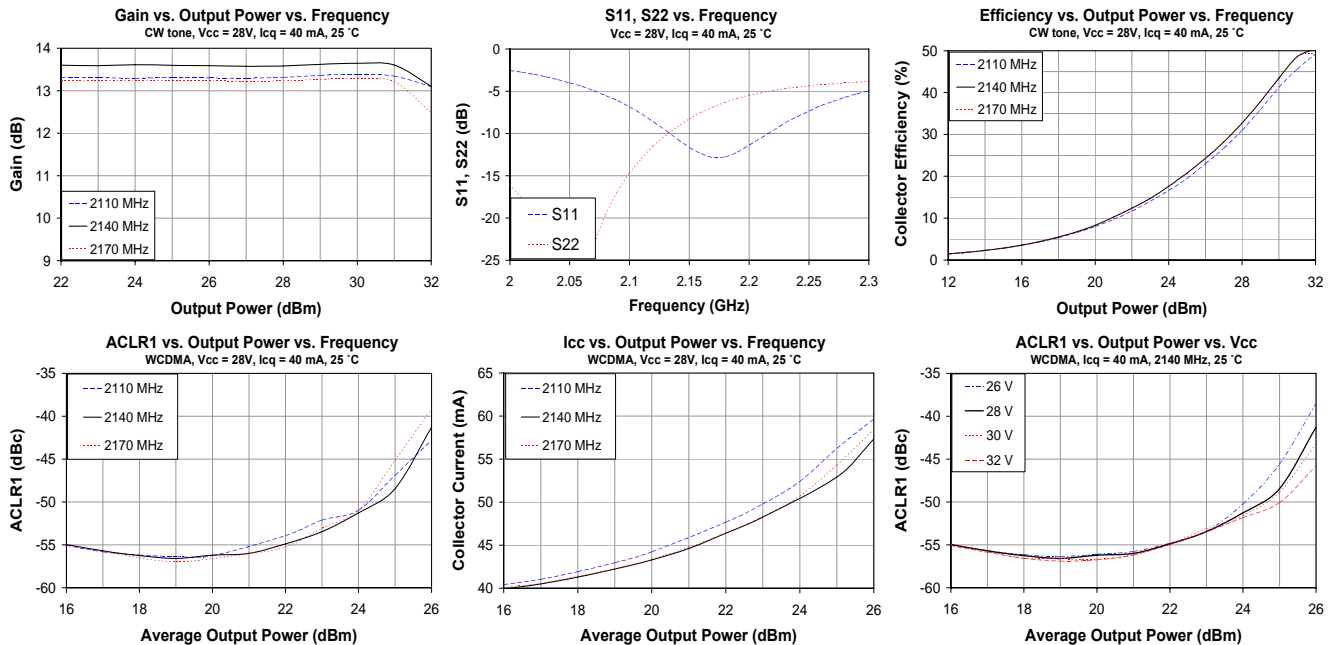 Gain vs. Output Power vs. Frequency
CW tone, Vcc = 28V, Icq = 40 mA, 25 ˚C
14
13
12
11
10
9
Gain (dB)
2110 MHz
2140 MHz
2170 MHz
22 24 26 28 30 32
Output Power (dBm)
S11, S22 vs. Frequency
Vcc = 28V, Icq = 40 mA, 25 ˚C
0
-5
-10
-15
-20
-25
S11, S22 (dB)
S11
S22
2 2.05 2.1 2.15 2.2 2.25 2.3
Frequency (GHz)
Efficiency vs. Output Power vs. Frequency
CW tone, Vcc = 28V, Icq = 40 mA, 25 ˚C
50
40
30
20
10
0
Collector Efficiency (%)
2110 MHz
2140 MHz
2170 MHz
12 16 20 24 28 32
Output Power (dBm)
ACLR1 vs. Output Power vs. Frequency
WCDMA, Vcc = 28V, Icq = 40 mA, 25 ˚C
-35
-40
-45
-50
-55
-60
ACLR1 (dBc)
2110 MHz
2140 MHz
2170 MHz
16 18 20 22 24 26
Average Output Power (dBm)
Icc vs. Output Power vs. Frequency
WCDMA, Vcc = 28V, Icq = 40 mA, 25 ˚C
65
60
55
50
45
40
Collector Current (mA)
2110 MHz
2140 MHz
2170 MHz
16 18 20 22 24 26
Average Output Power (dBm)
ACLR1 vs. Output Power vs. Vcc
WCDMA, Icq = 40 mA, 2140 MHz, 25 ˚C
-35
-40
-45
-50
-55
-60
ACLR1 (dBc)
26 V
28 V
30 V
32 V
16 18 20 22 24 26
Average Output Power (dBm)